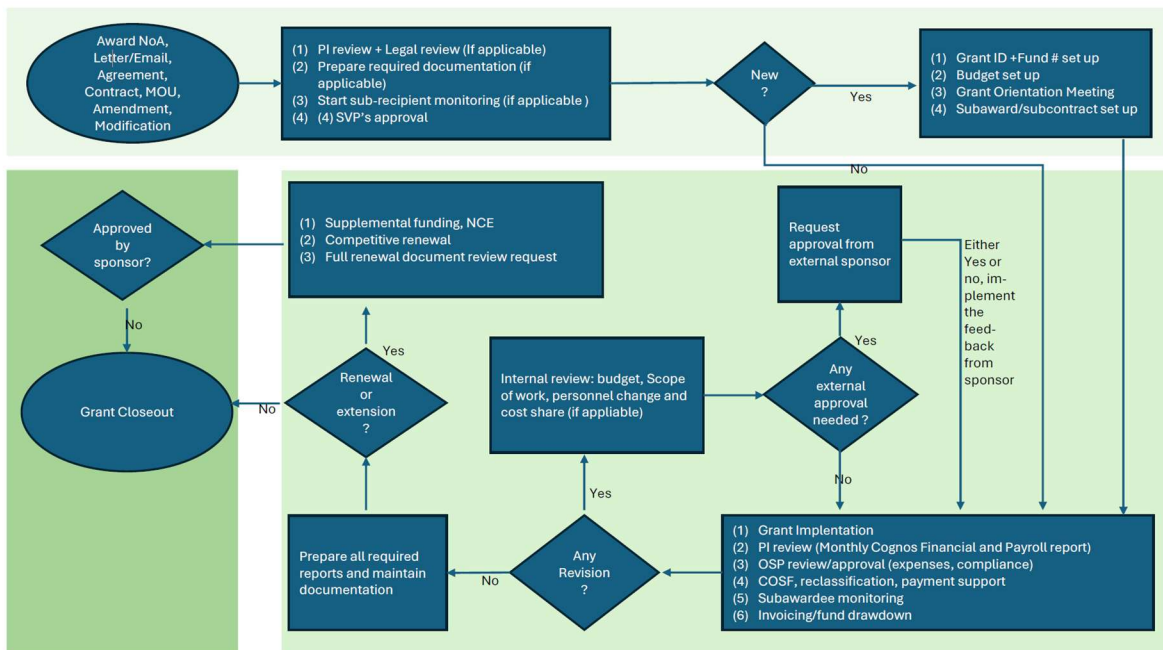 Award NoA,
Letter/Email,
Agreement,
Contract, MOU,
Amendment,
Modification
(1) PI review + Legal review (If applicable)
(2) Prepare required documentation (if
applicable)
(3) Start sub-recipient monitoring (if applicable )
(4) (4) SVP's approval
New
?
Yes
No
(1) Grant ID +Fund # set up
(2) Budget set up
(3) Grant Orientation Meeting
(4) Subaward/subcontract set up
Approved
by
sponsor?
No
Grant Closeout
(1) Supplemental funding, NCE
(2) Competitive renewal
(3) Full renewal document review request
Yes
Renewal
or
extension
?
No
Request
approval from
external sponsor
Either
Yes or
no, im-
plement
the
feed-
back
from
sponsor
Yes
Any
external
approval
needed ?
No
Internal review: budget, Scope
of work, personnel change and
cost share (if appliable)
Yes
Any
Revision
?
No
Prepare all required
reports and maintain
documentation
(1) Grant Implentation
(2) PI review (Monthly Cognos Financial and Payroll report)
(3) OSP review/approval (expenses, compliance)
(4) COSF, reclassification, payment support
(5) Subawardee monitoring
(6) Invoicing/fund drawdown